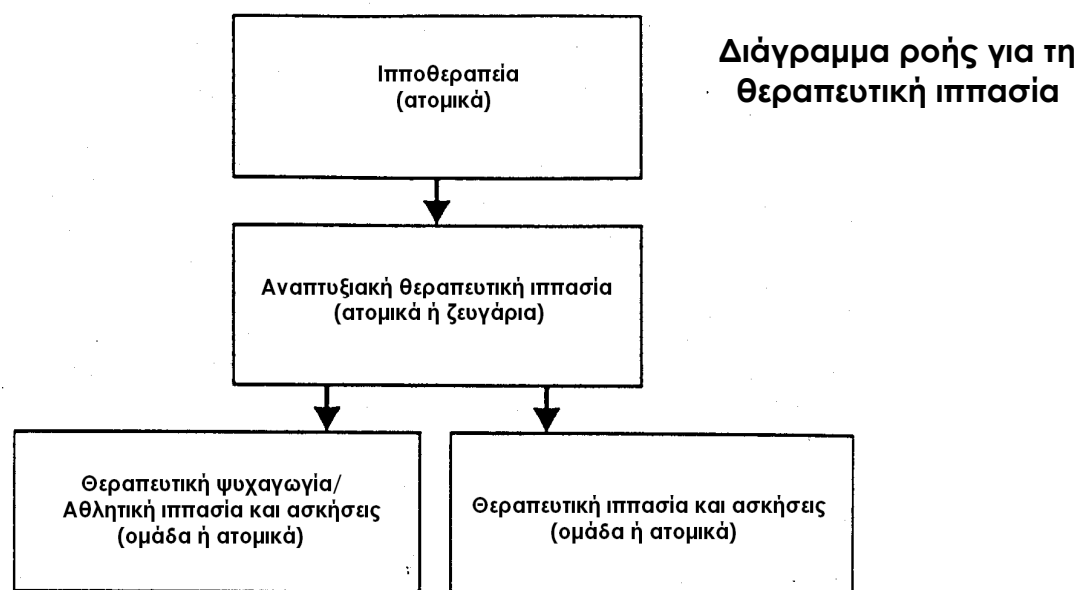 Διάγραμμα ροής για τη
θεραπευτική ιππασία
Ιπποθεραπεία
(ατομικά)
Αναπτυξιακή θεραπευτική ιππασία
(ατομικά ή ζευγάρια)
Θεραπευτική ψυχαγωγία/
Αθλητική ιππασία και ασκήσεις
(ομάδα ή ατομικά)
Θεραπευτική ιππασία και ασκήσεις
(ομάδα ή ατομικά)